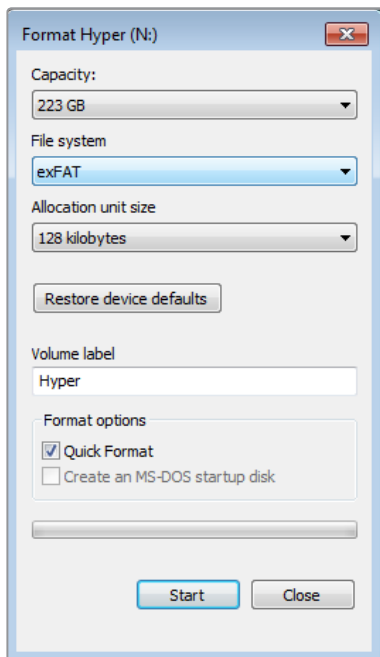 Format Hyper (N:)
Capacity:
223 GB
File system
exFAT
Allocation unit size
128 kilobytes
Restore device defaults
Volume label
Hyper
Format options
Quick Format
Create an MS-DOS startup disk
Start
Close